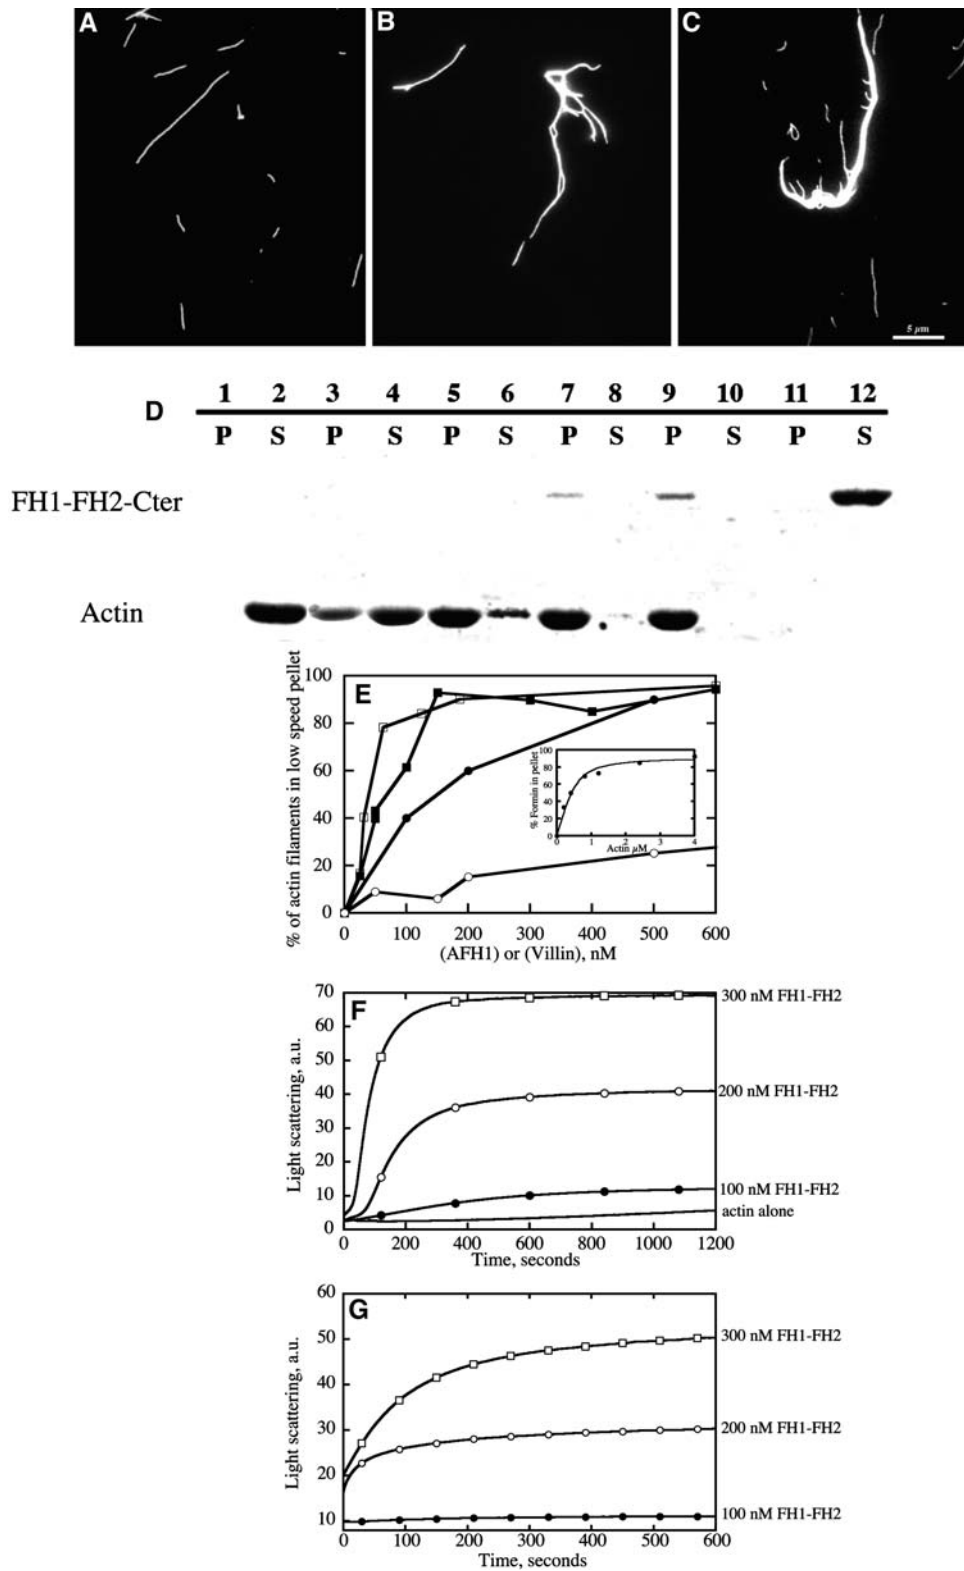 A B C
5 µm
D
1 2 3 4 5 6 7 8 9 10 11 12
P S P S P S P S P S P S
FH1-FH2-Cter
Actin
E
% of actin filaments in low speed pellet
100
80
60
40
20
0
0 100 200 300 400 500 600
(AFH1) or (Villin), nM
% Formin in pellet
100
80
60
40
20
0
0 1 2 3 4
Actin µM
F
Light scattering, a.u.
70
60
50
40
30
20
10
0
0 200 400 600 800 1000 1200
Time, seconds
300 nM FH1-FH2
200 nM FH1-FH2
100 nM FH1-FH2
actin alone
G
Light scattering, a.u.
60
50
40
30
20
10
0 100 200 300 400 500 600
Time, seconds
300 nM FH1-FH2
200 nM FH1-FH2
100 nM FH1-FH2